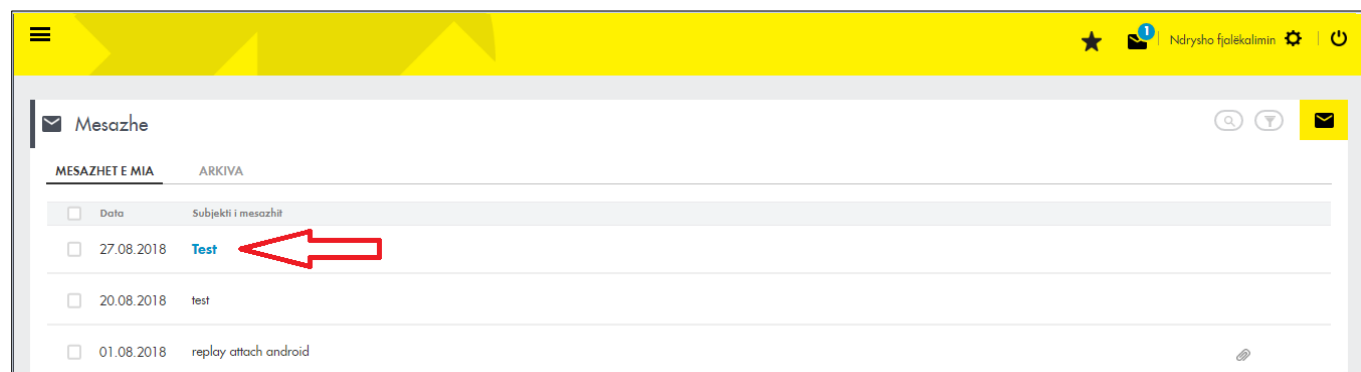 1
Ndrysho fjalëkalimin
Mesazhe
MESAZHET E MIA ARKIVA
Data Subjekti i mesazhit
27.08.2018 Test
20.08.2018 test
01.08.2018 replay attach android